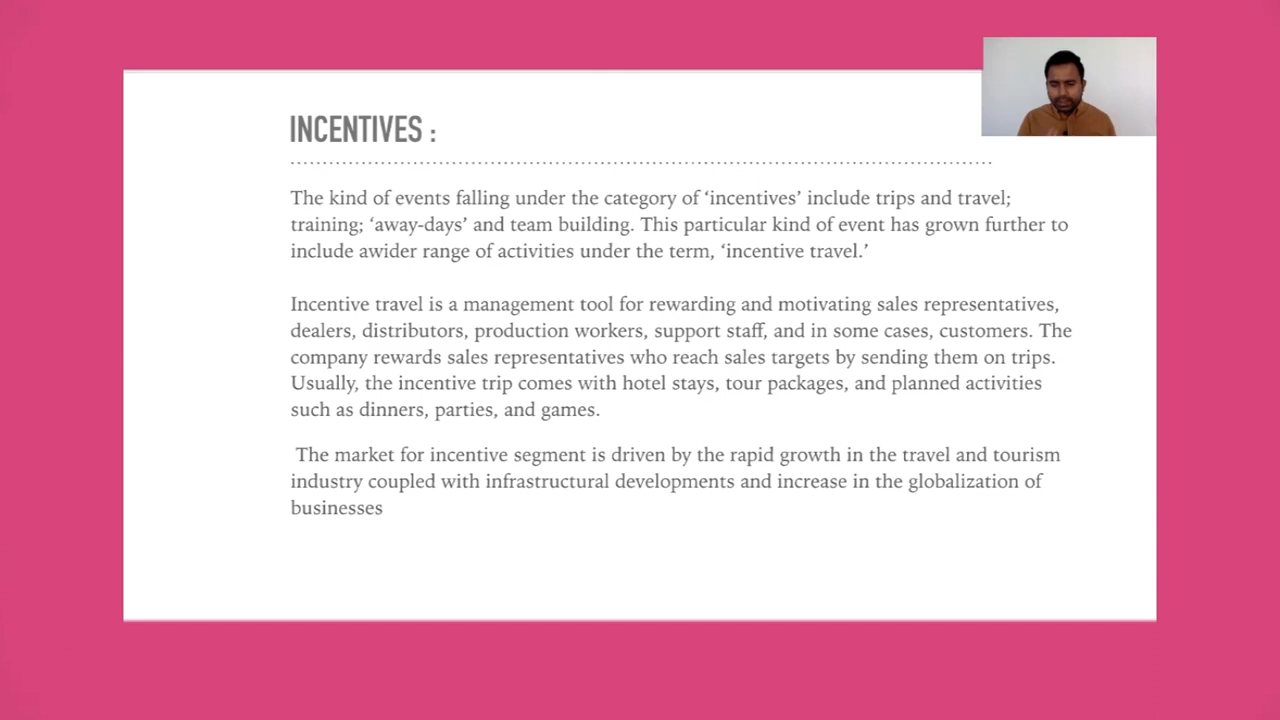 INCENTIVES :
The kind of events falling under the category of ‘incentives’ include trips and travel;
training; ‘away-days’ and team building. This particular kind of event has grown further to
include awider range of activities under the term, ‘incentive travel.’
Incentive travel is a management tool for rewarding and motivating sales representatives,
dealers, distributors, production workers, support staff, and in some cases, customers. The
company rewards sales representatives who reach sales targets by sending them on trips.
Usually, the incentive trip comes with hotel stays, tour packages, and planned activities
such as dinners, parties, and games.
The market for incentive segment is driven by the rapid growth in the travel and tourism
industry coupled with infrastructural developments and increase in the globalization of
businesses